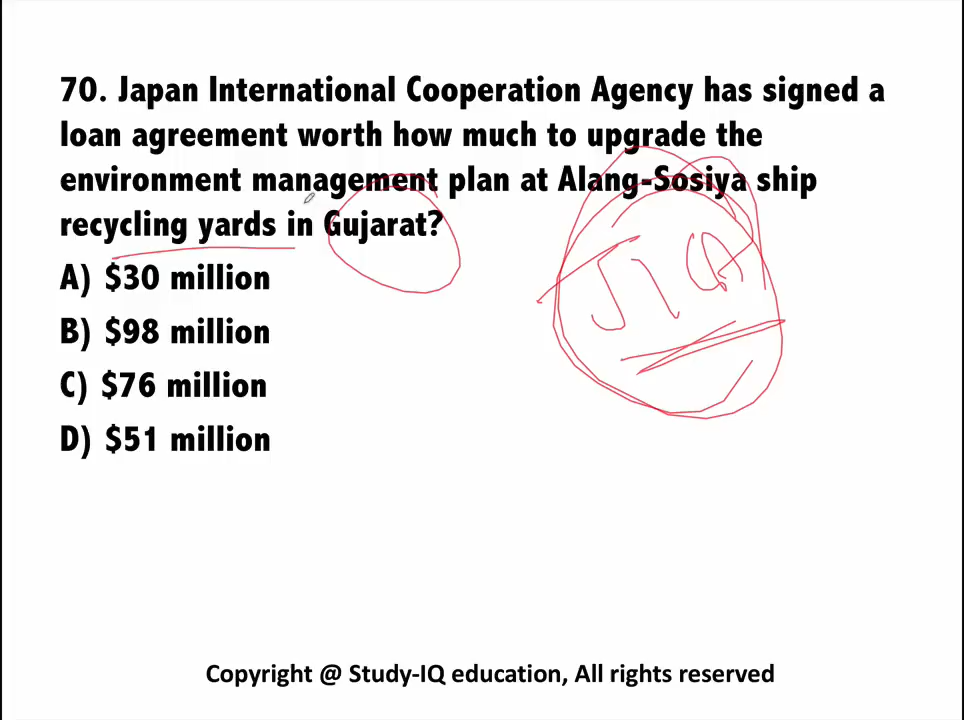 70. Japan International Cooperation Agency has signed a
loan agreement worth how much to upgrade the
environment management plan at Alang-Sosiya ship
recycling yards in Gujarat?
JICA
A) $30 million
B) $98 million
C) $76 million
D) $51 million
Copyright @ Study-IQ education, All rights reserved